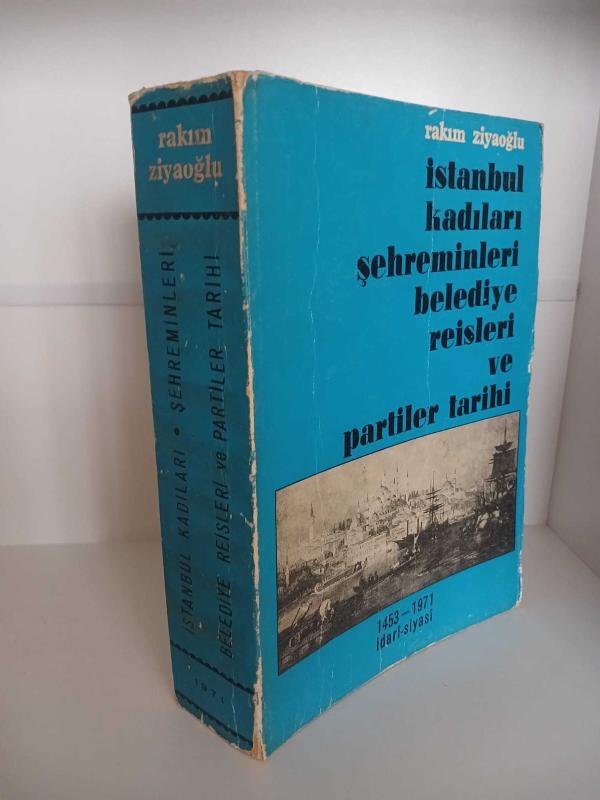 rakım
ziyaoğlu
İSTANBUL KADILARI • ŞEHREMİNLERİ
BELEDİYE REİSLERİ ve PARTİLER TARİHİ
1971
rakım ziyaoğlu
istanbul
kadıları
şehreminleri
belediye
reisleri
ve
partiler tarihi
1453-1971
idari-siyasi